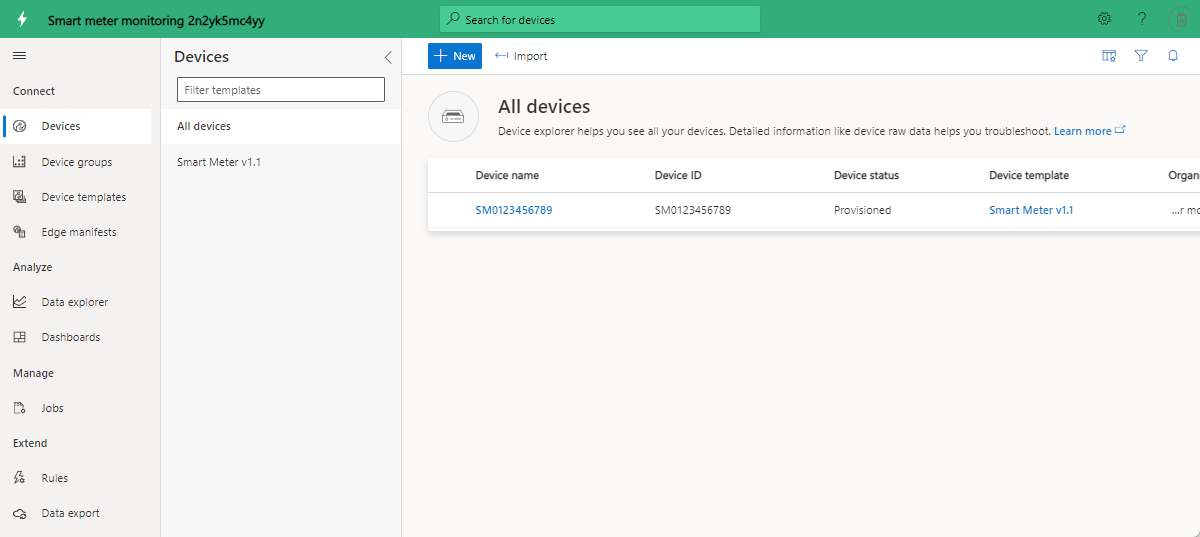 Smart meter monitoring 2n2yk5mc4yy
Search for devices
Connect
Devices
Device groups
Device templates
Edge manifests
Analyze
Data explorer
Dashboards
Manage
Jobs
Extend
Rules
Data export
Devices
Filter templates
All devices
Smart Meter v1.1
New Import
All devices
Device explorer helps you see all your devices. Detailed information like device raw data helps you troubleshoot. Learn more
Device name Device ID Device status Device template Organi
SM0123456789 SM0123456789 Provisioned Smart Meter v1.1 ...r mo